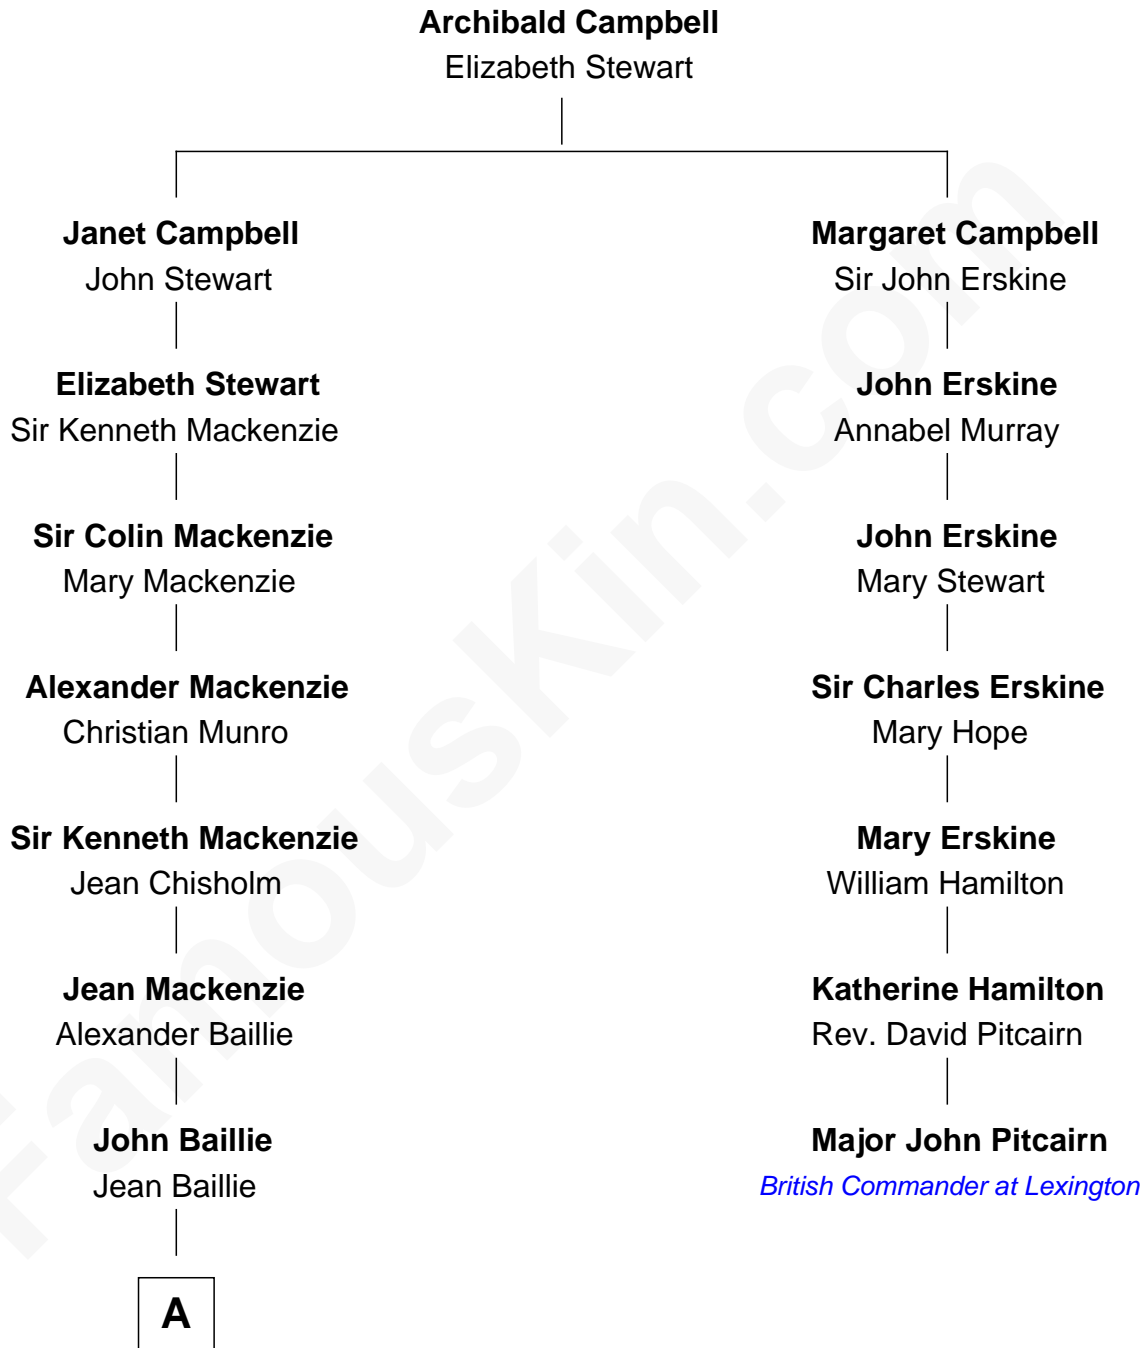 Archibald Campbell
Elizabeth Stewart
Janet Campbell
John Stewart
Margaret Campbell
Sir John Erskine
Elizabeth Stewart
Sir Kenneth Mackenzie
John Erskine
Annabel Murray
Sir Colin Mackenzie
Mary Mackenzie
John Erskine
Mary Stewart
Alexander Mackenzie
Christian Munro
Sir Charles Erskine
Mary Hope
Sir Kenneth Mackenzie
Jean Chisholm
Mary Erskine
William Hamilton
Jean Mackenzie
Alexander Baillie
Katherine Hamilton
Rev. David Pitcairn
John Baillie
Jean Baillie
Major John Pitcairn
British Commander at Lexington
A
FamousKin.com